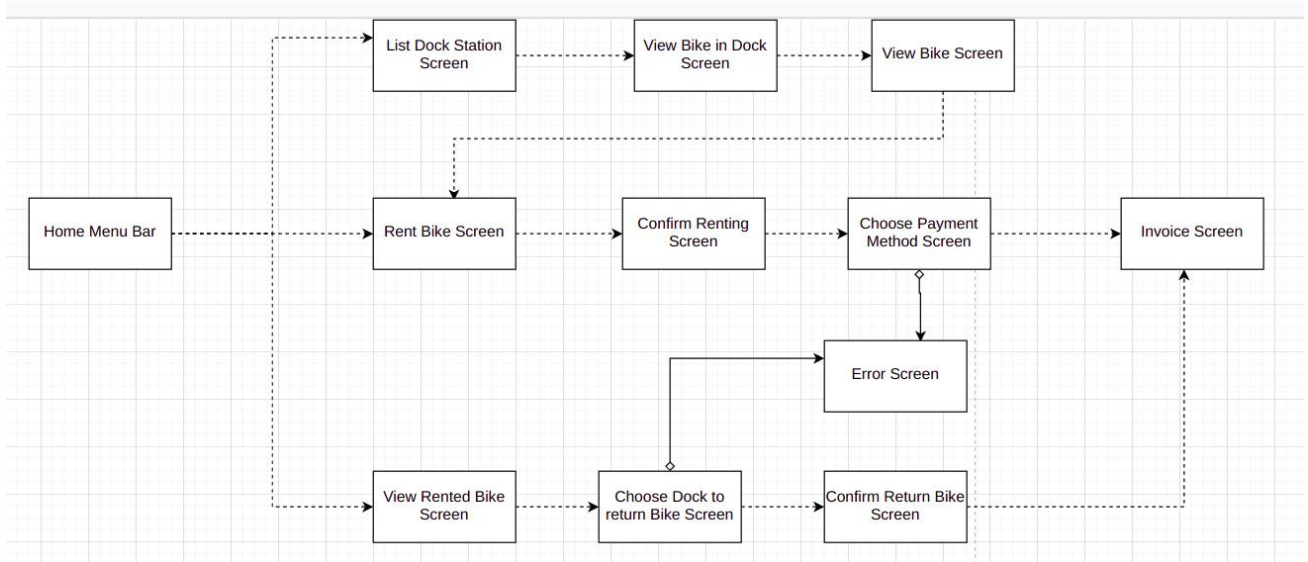 List Dock Station
Screen
View Bike in Dock
Screen
View Bike Screen
Home Menu Bar
Rent Bike Screen
Confirm Renting
Screen
Choose Payment
Method Screen
Invoice Screen
Error Screen
View Rented Bike
Screen
Choose Dock to
return Bike Screen
Confirm Return Bike
Screen